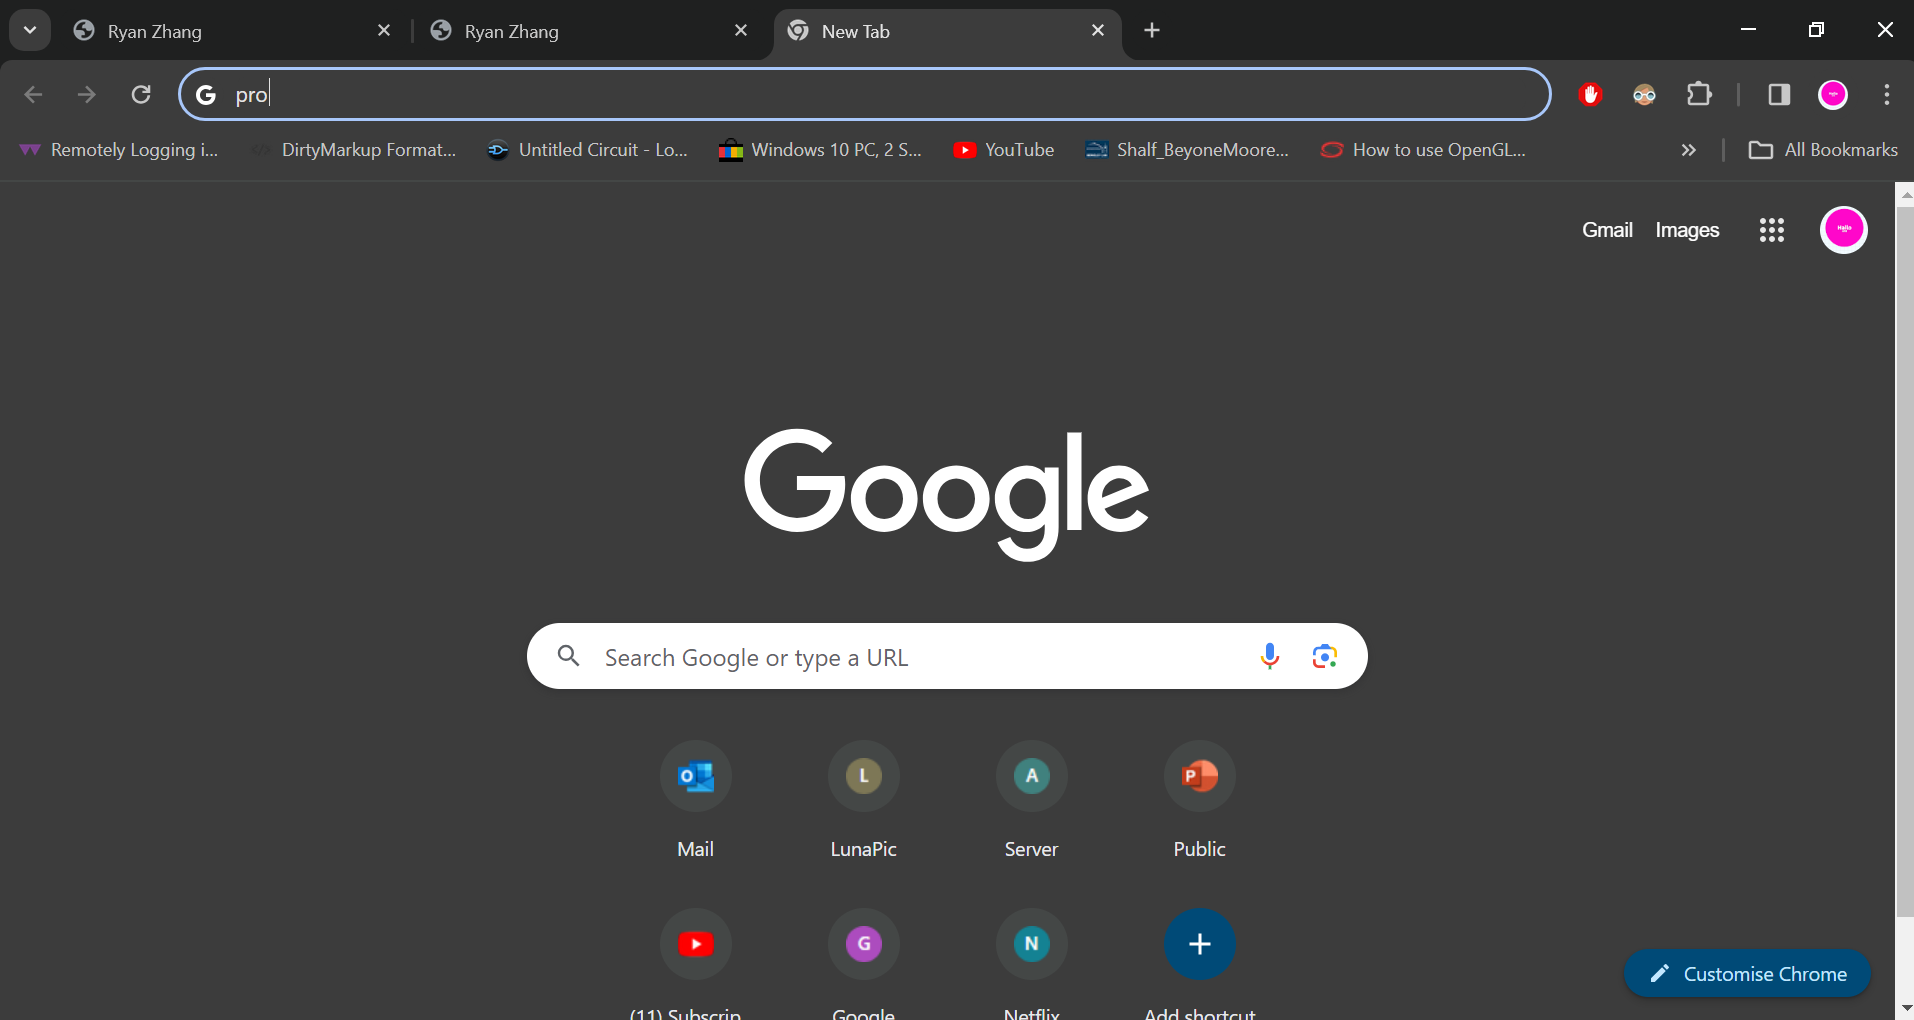 Ryan Zhang
Ryan Zhang
New Tab
pro
Remotely Logging i...
DirtyMarkup Format...
Untitled Circuit - Lo...
Windows 10 PC, 2 S...
YouTube
Shalf_BeyoneMoore...
How to use OpenGL...
All Bookmarks
Gmail
Images
Hello
Google
Search Google or type a URL
L
A
Mail
LunaPic
Server
Public
G
N
Customise Chrome
(11) Subscrip
Google
Netflix
Add shortcut